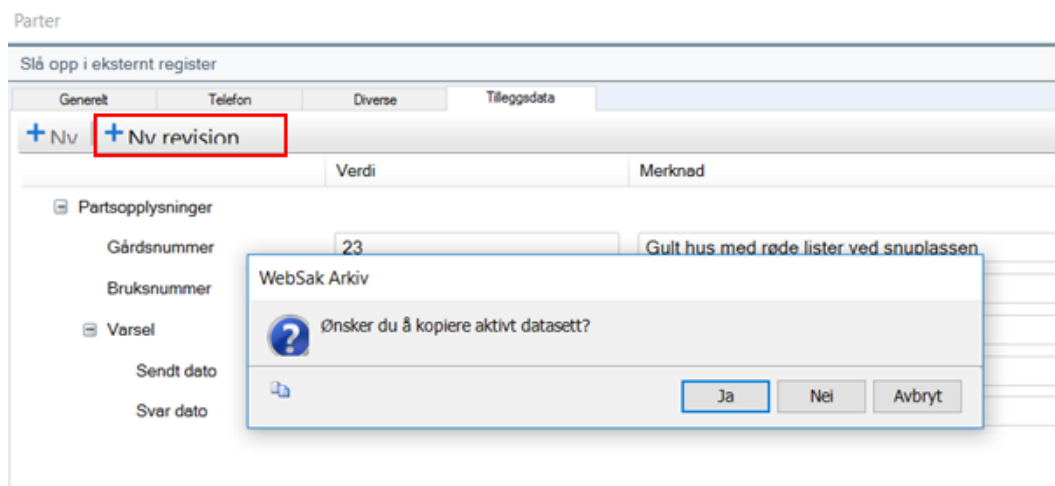 Parter
Slå opp i eksternt register
Generelt Telefon Diverse Tilleggsdata
+ Ny + Ny revisjon
Verdi Merknad
Partsopplysninger
Gårdsnummer 23 Gult hus med røde lister ved snuplassen
Bruksnummer
Varsel
Sendt dato
Svar dato
WebSak Arkiv
Ønsker du å kopiere aktivt datasett?
Ja Nei Avbryt